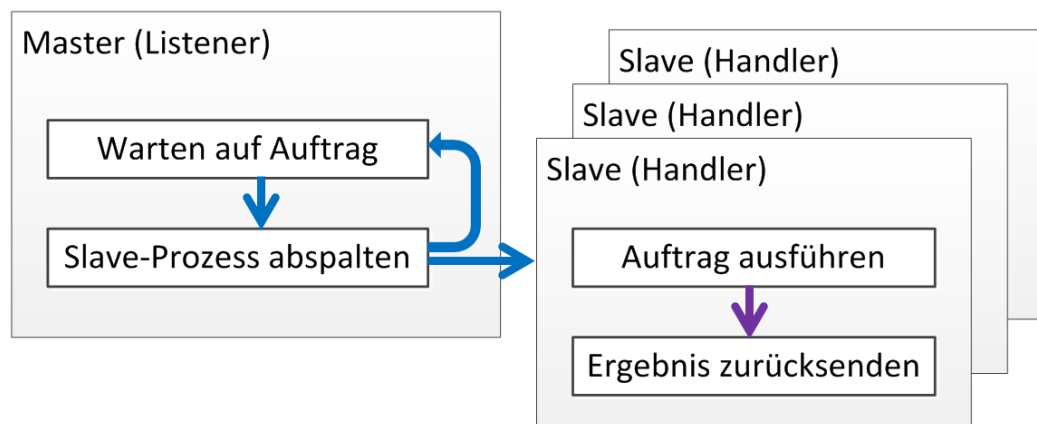 Master (Listener)
Warten auf Auftrag
Slave-Prozess abspalten
Slave (Handler)
Slave (Handler)
Slave (Handler)
Auftrag ausführen
Ergebnis zurücksenden